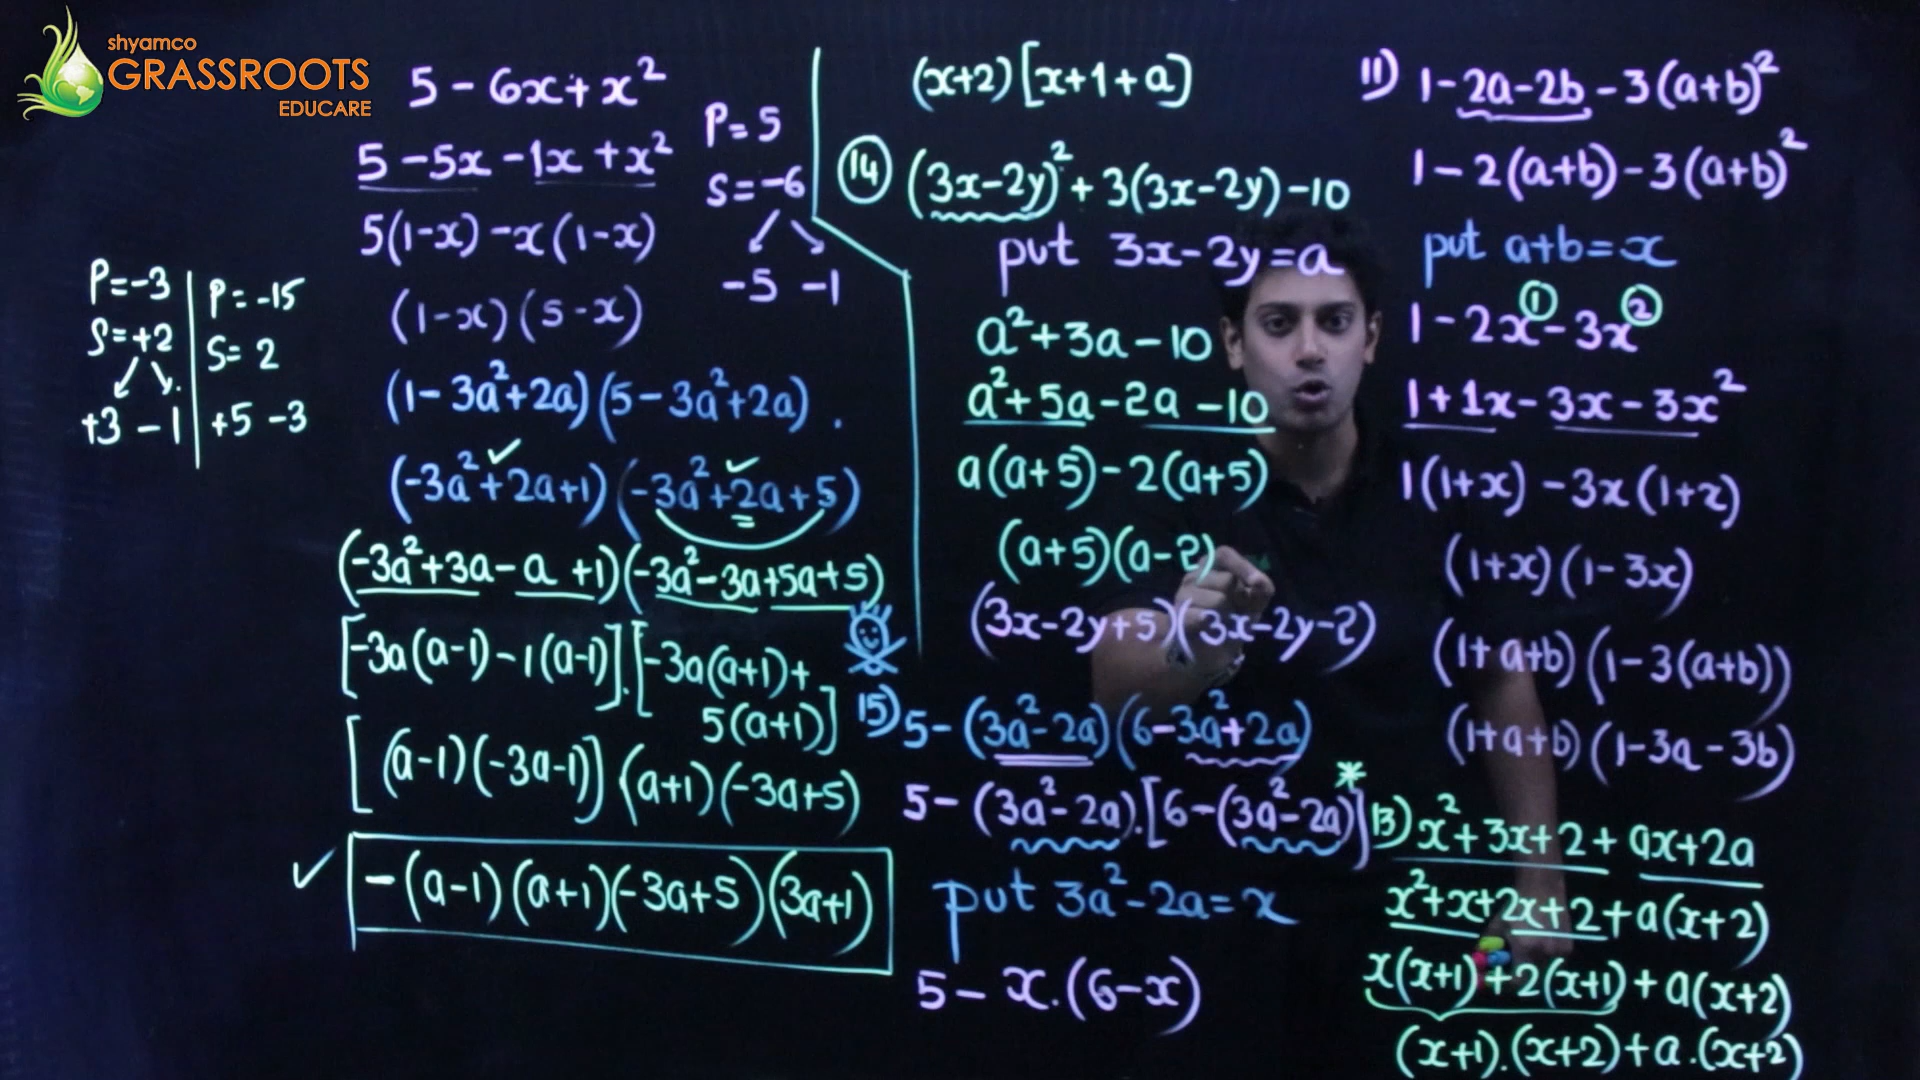 shyamco
GRASSROOTS
EDUCARE
11) 1-2a-2b-3(a+b)²
1-2(a+b)-3(a+b)²
put a+b=x
1-2x①-3x②
1+1x-3x-3x²
1(1+x)-3x(1+x)
(1+x)(1-3x)
(1+a+b)(1-3(a+b))
(1+a+b)(1-3a-3b)
13) x²+3x+2+ax+2a
x²+x+2x+2+a(x+2)
x(x+1)+2(x+1)+a(x+2)
(x+1).(x+2)+a.(x+2)
(x+2)[x+1+a]
14 (3x-2y)²+3(3x-2y)-10
put 3x-2y=a
a²+3a-10
a²+5a-2a-10
a(a+5)-2(a+5)
(a+5)(a-2)
(3x-2y+5)(3x-2y-2)
15) 5-(3a²-2a)(6-3a²+2a)
5-(3a²-2a).[6-(3a²-2a)]*
put 3a²-2a=x
5-x.(6-x)
5-6x+x²
P=5
S=-6
-5 -1
5-5x-1x+x²
5(1-x)-x(1-x)
(1-x)(5-x)
(1-3a²+2a)(5-3a²+2a).
(-3a²+2a+1)(-3a²+2a+5)
P=-3
S=+2
+3 -1
P=-15
S=2
+5 -3
(-3a²+3a-a+1)(-3a²-3a+5a+5)
[-3a(a-1)-1(a-1)].[-3a(a+1)+
5(a+1)]
[(a-1)(-3a-1)](a+1)(-3a+5)
✓ -(a-1)(a+1)(-3a+5)(3a+1)